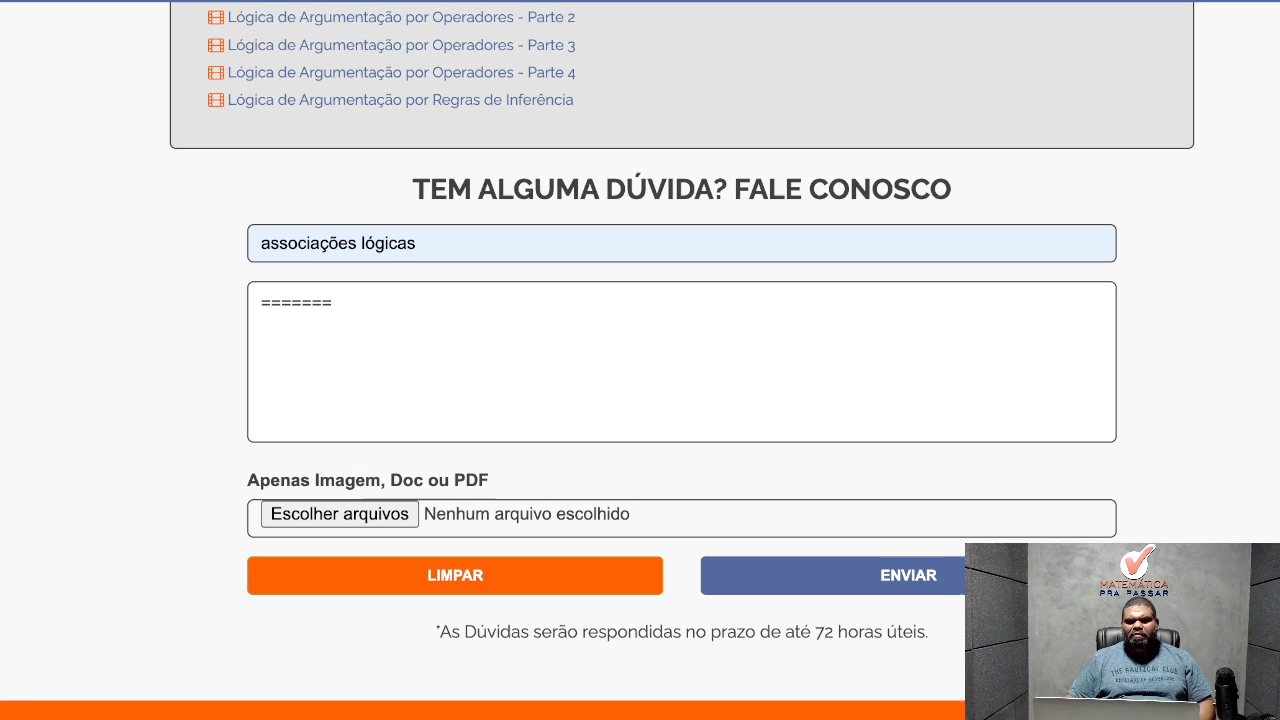 Lógica de Argumentação por Operadores - Parte 2
Lógica de Argumentação por Operadores - Parte 3
Lógica de Argumentação por Operadores - Parte 4
Lógica de Argumentação por Regras de Inferência
TEM ALGUMA DÚVIDA? FALE CONOSCO
associações lógicas
=======
Apenas Imagem, Doc ou PDF
Escolher arquivos Nenhum arquivo escolhido
LIMPAR
ENVIAR
*As Dúvidas serão respondidas no prazo de até 72 horas úteis.
MATEMÁTICA
PRA PASSAR
THE NAUTICAL CLUB